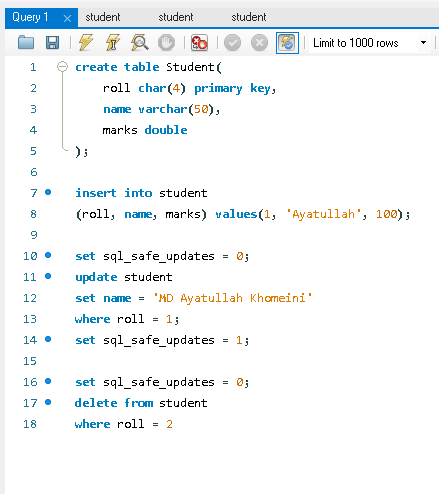 Query 1 student student student
Limit to 1000 rows
1 create table Student(
2 roll char(4) primary key,
3 name varchar(50),
4 marks double
5 );
6
7 insert into student
8 (roll, name, marks) values(1, 'Ayatullah', 100);
9
10 set sql_safe_updates = 0;
11 update student
12 set name = 'MD Ayatullah Khomeini'
13 where roll = 1;
14 set sql_safe_updates = 1;
15
16 set sql_safe_updates = 0;
17 delete from student
18 where roll = 2